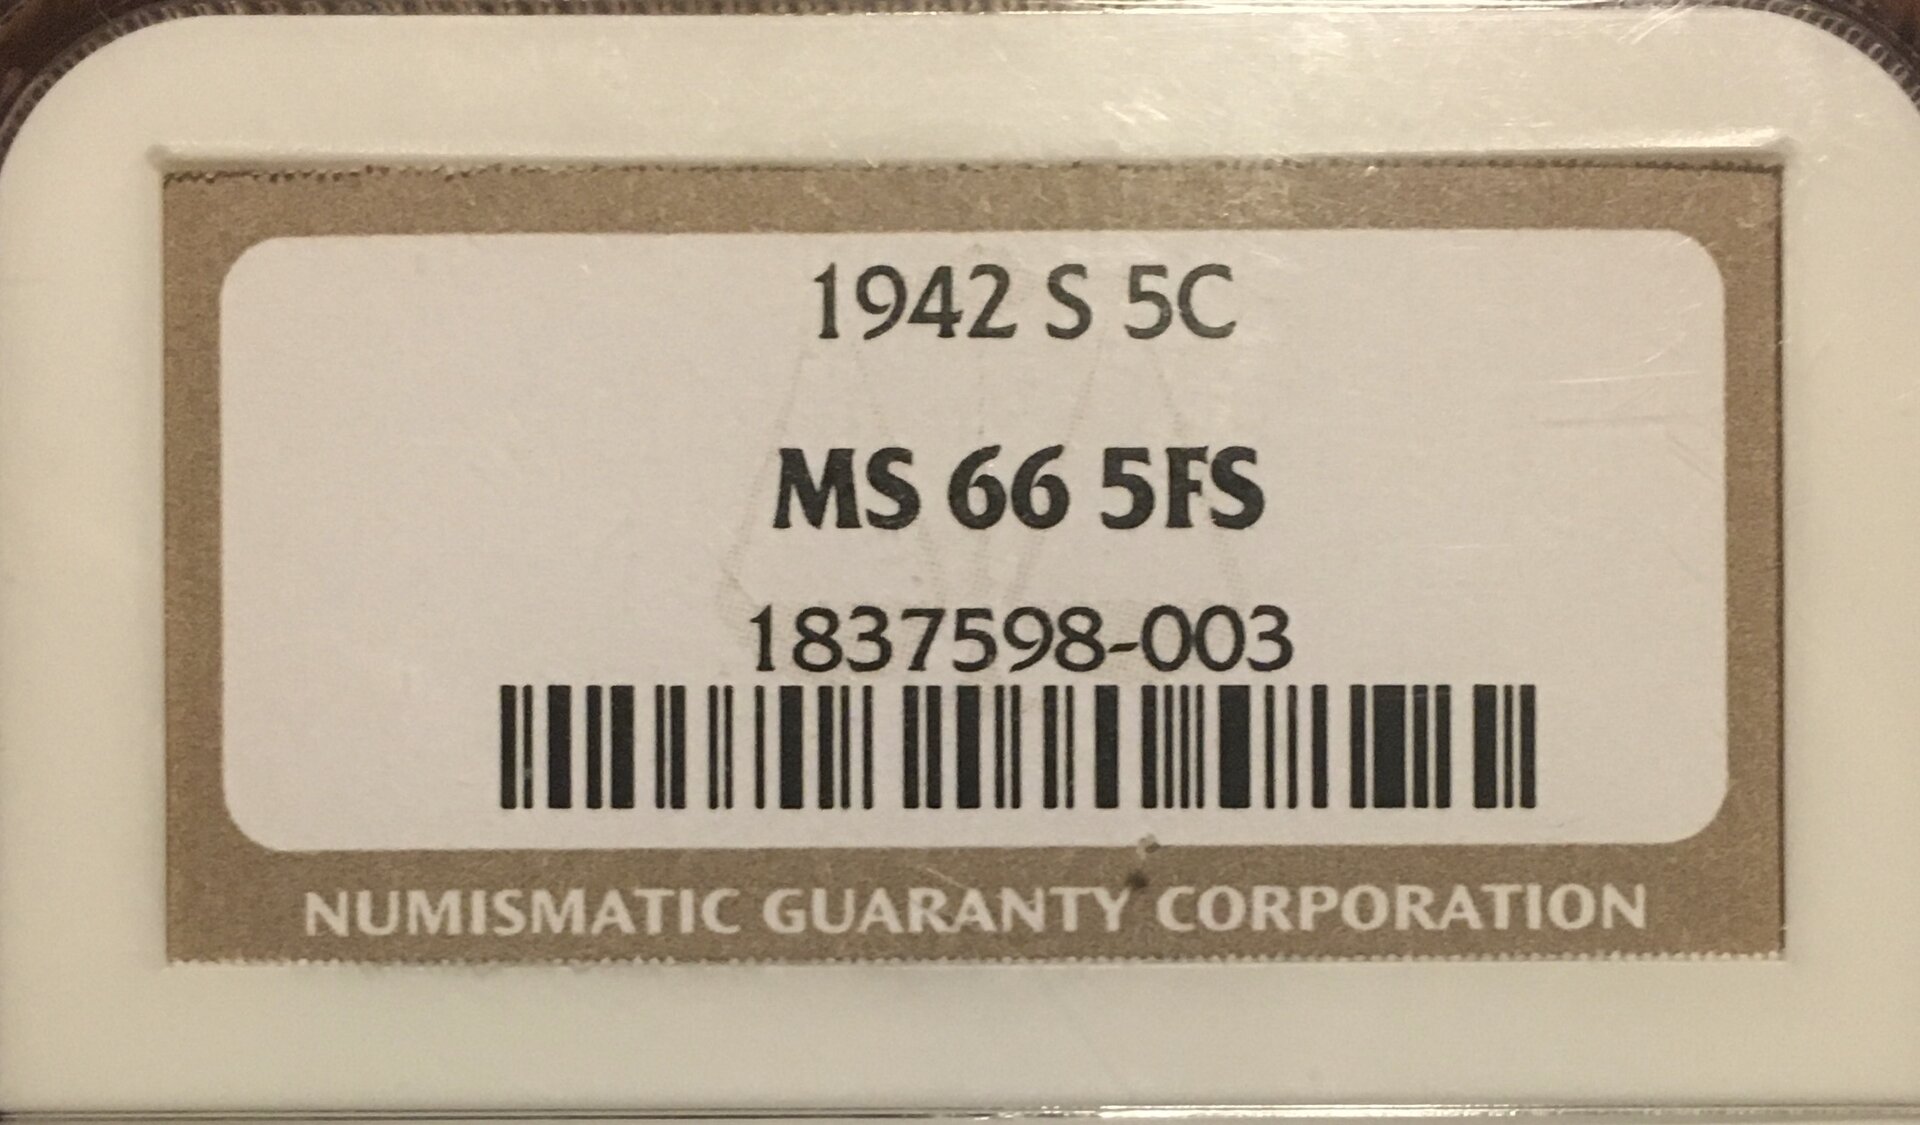 1942 S 5C
MS 66 5FS
1837598-003
NUMISMATIC GUARANTY CORPORATION